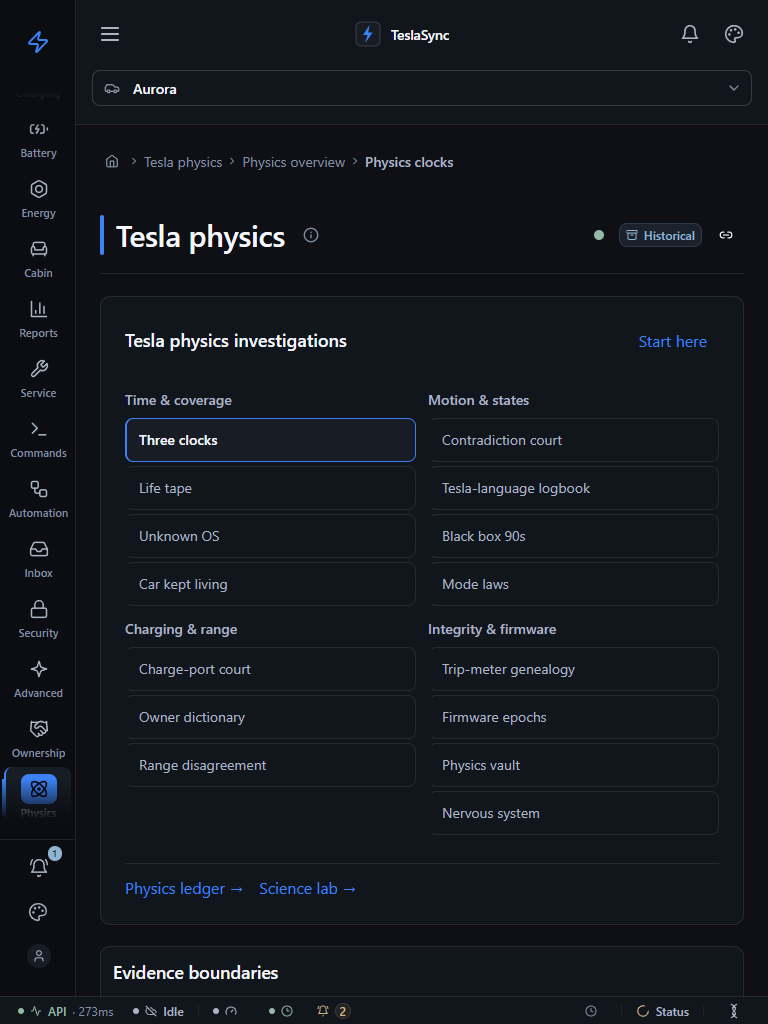 TeslaSync
Aurora
Charging
Battery
Energy
Cabin
Reports
Service
Commands
Automation
Inbox
Security
Advanced
Ownership
Physics
1
Tesla physics > Physics overview > Physics clocks
Tesla physics
Historical
Tesla physics investigations
Start here
Time & coverage
Three clocks
Life tape
Unknown OS
Car kept living
Motion & states
Contradiction court
Tesla-language logbook
Black box 90s
Mode laws
Charging & range
Charge-port court
Owner dictionary
Range disagreement
Integrity & firmware
Trip-meter genealogy
Firmware epochs
Physics vault
Nervous system
Physics ledger →
Science lab →
Evidence boundaries
API · 273ms
Idle
2
Status